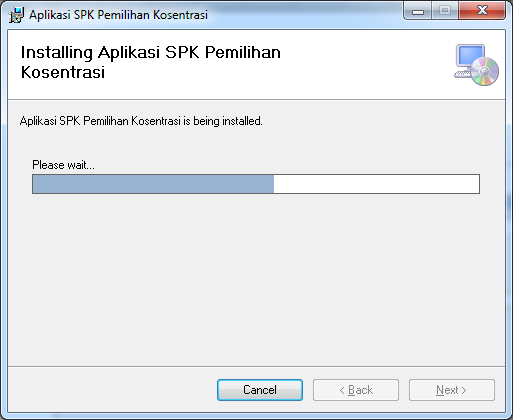 Aplikasi SPK Pemilihan Kosentrasi
Installing Aplikasi SPK Pemilihan
Kosentrasi
Aplikasi SPK Pemilihan Kosentrasi is being installed.
Please wait...
Cancel
< Back
Next >